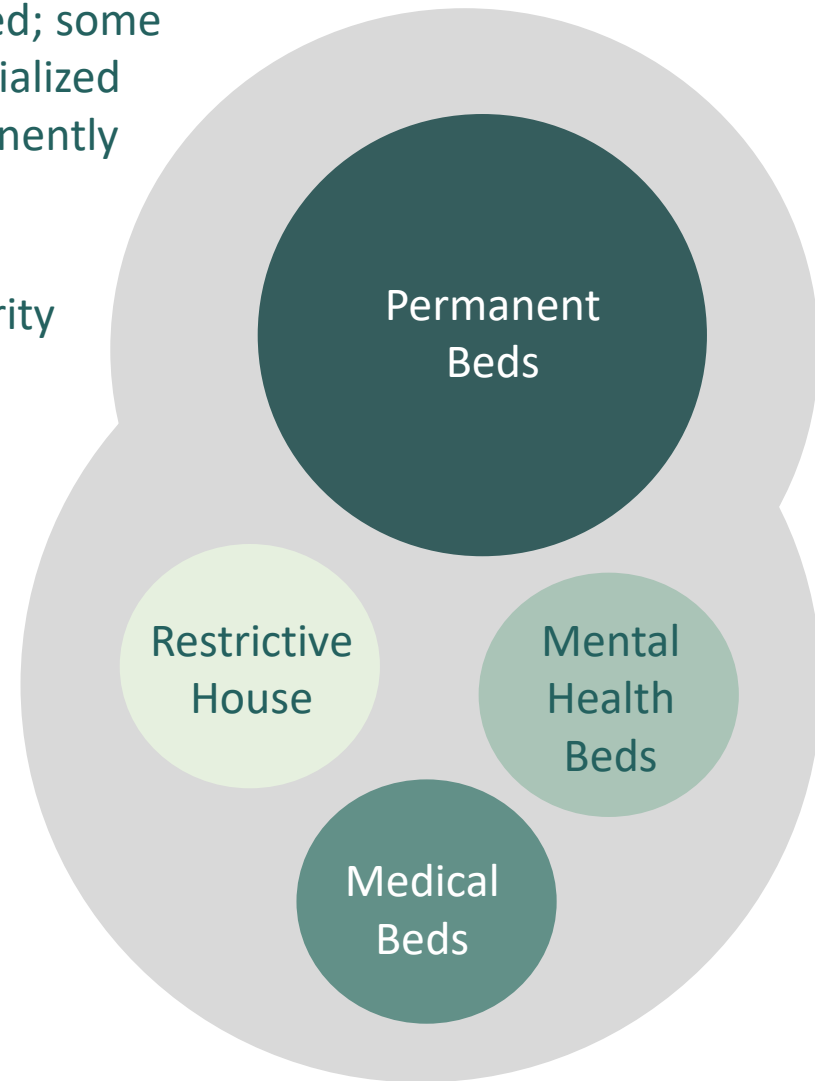 ed; some
ialized
nently
rity
Permanent
Beds
Restrictive
House
Mental
Health
Beds
Medical
Beds